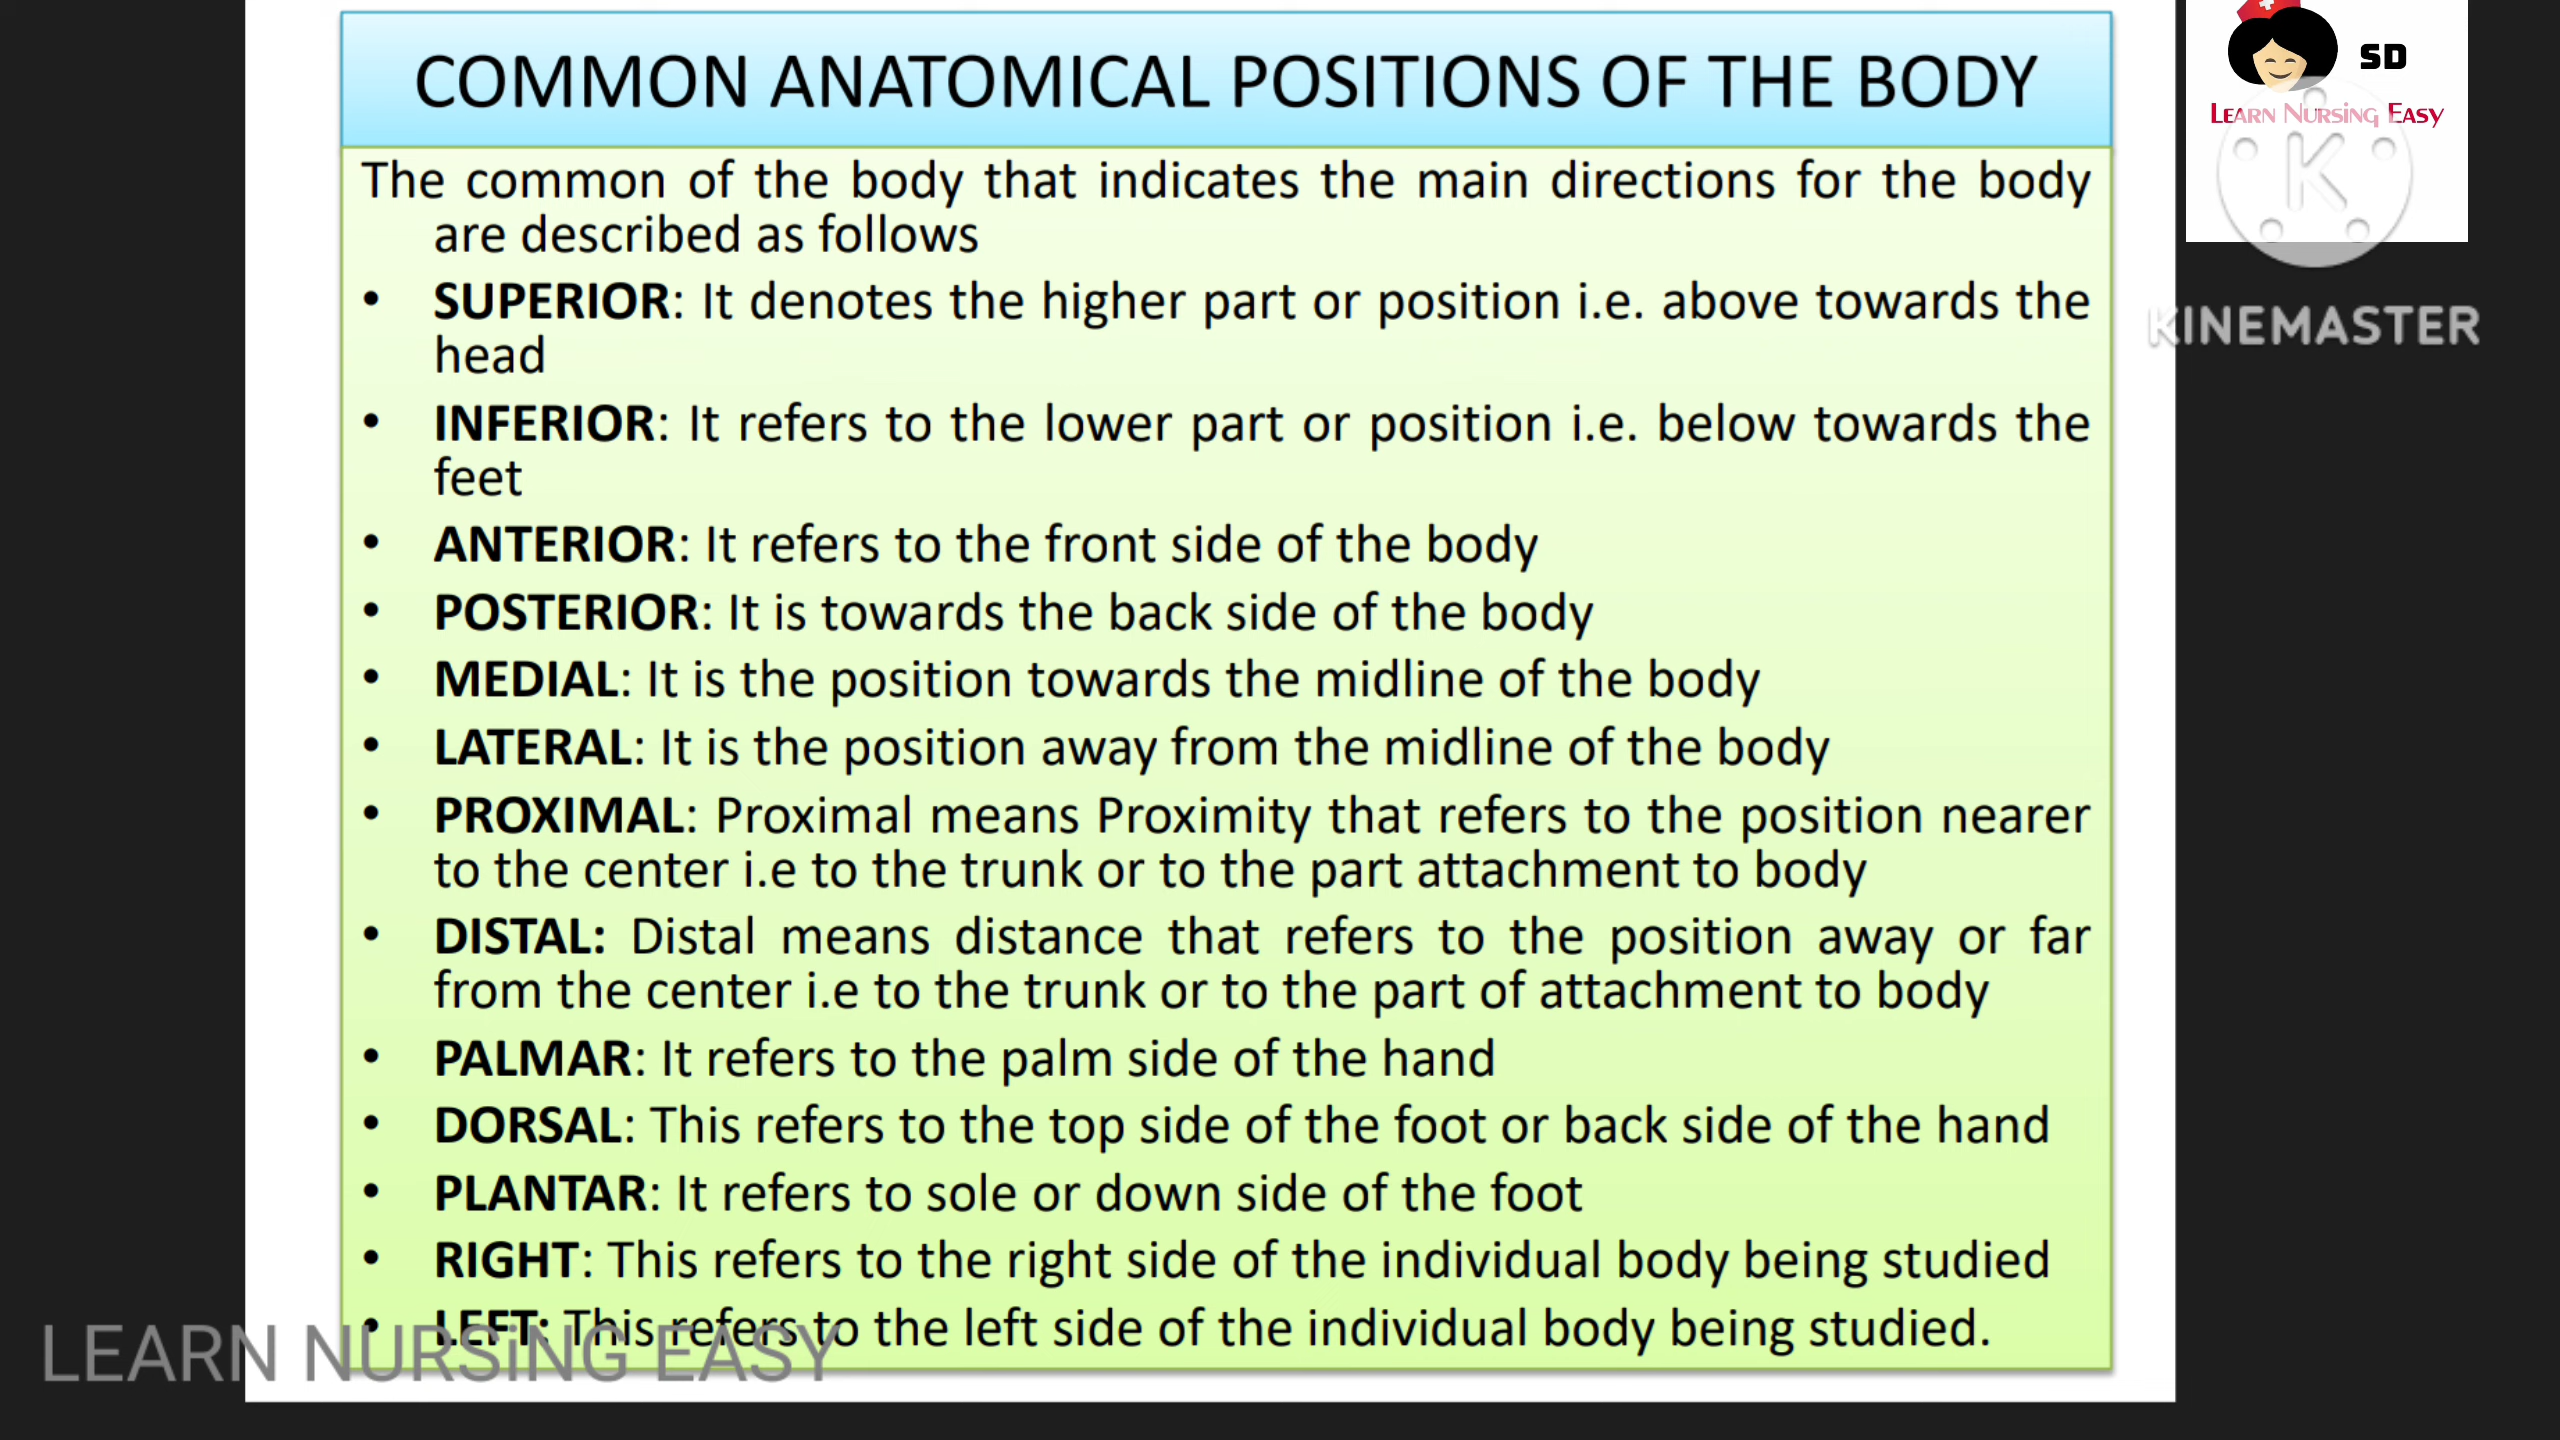 COMMON ANATOMICAL POSITIONS OF THE BODY
The common of the body that indicates the main directions for the body
are described as follows
• SUPERIOR: It denotes the higher part or position i.e. above towards the
head
• INFERIOR: It refers to the lower part or position i.e. below towards the
feet
• ANTERIOR: It refers to the front side of the body
• POSTERIOR: It is towards the back side of the body
• MEDIAL: It is the position towards the midline of the body
• LATERAL: It is the position away from the midline of the body
• PROXIMAL: Proximal means Proximity that refers to the position nearer
to the center i.e to the trunk or to the part attachment to body
• DISTAL: Distal means distance that refers to the position away or far
from the center i.e to the trunk or to the part of attachment to body
• PALMAR: It refers to the palm side of the hand
• DORSAL: This refers to the top side of the foot or back side of the hand
• PLANTAR: It refers to sole or down side of the foot
• RIGHT: This refers to the right side of the individual body being studied
• LEFT: This refers to the left side of the individual body being studied.
SD
LEARN NURSING EASY
K
KINEMASTER
LEARN NURSiNG EASY